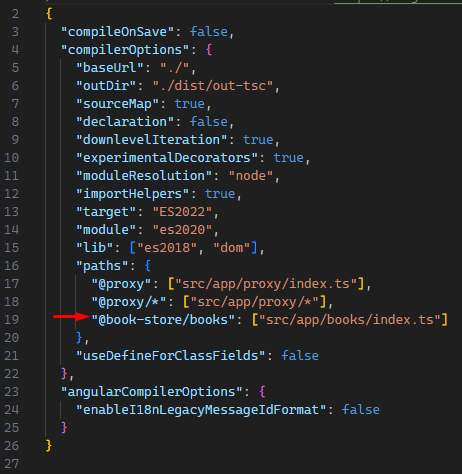 2 {
3 "compileOnSave": false,
4 "compilerOptions": {
5 "baseUrl": "./",
6 "outDir": "./dist/out-tsc",
7 "sourceMap": true,
8 "declaration": false,
9 "downlevelIteration": true,
10 "experimentalDecorators": true,
11 "moduleResolution": "node",
12 "importHelpers": true,
13 "target": "ES2022",
14 "module": "es2020",
15 "lib": ["es2018", "dom"],
16 "paths": {
17 "@proxy": ["src/app/proxy/index.ts"],
18 "@proxy/*": ["src/app/proxy/*"],
19 "@book-store/books": ["src/app/books/index.ts"]
20 },
21 "useDefineForClassFields": false
22 },
23 "angularCompilerOptions": {
24 "enableI18nLegacyMessageIdFormat": false
25 }
26 }
27